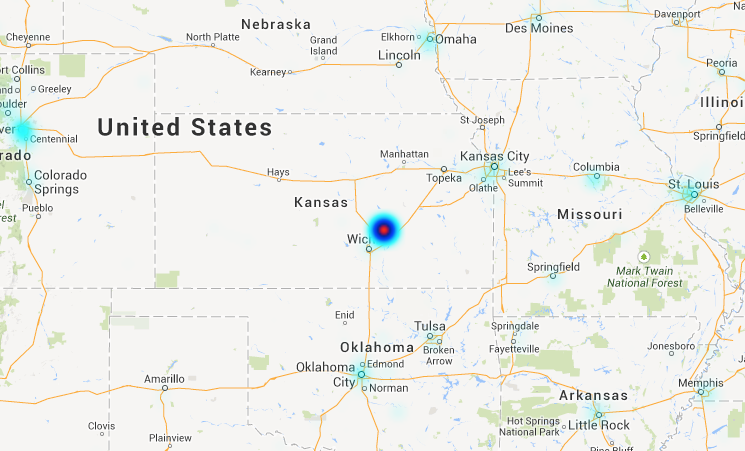 Nebraska
Cheyenne
North Platte
Grand
Island
Elkhorn
Omaha
Lincoln
Des Moines
Davenport
Kearney
Peoria
ort Collins
Greeley
oulder
Centennial
United States
St Joseph
Illinoi
Springfield
rado
Manhattan
Kansas City
Lee's
Summit
Topeka
Olathe
Hays
Columbia
Colorado
Springs
Pueblo
Kansas
St. Louis
Belleville
Missouri
Wic
Springfield
Mark Twain
National Forest
Enid
Tulsa
Broken
Arrow
Springdale
Fayetteville
Jonesboro
Oklahoma
Edmond
Oklahoma
City
Norman
Amarillo
Memphis
Arkansas
Hot Springs
National Park
Little Rock
Clovis
Plainview
Pine Bluff